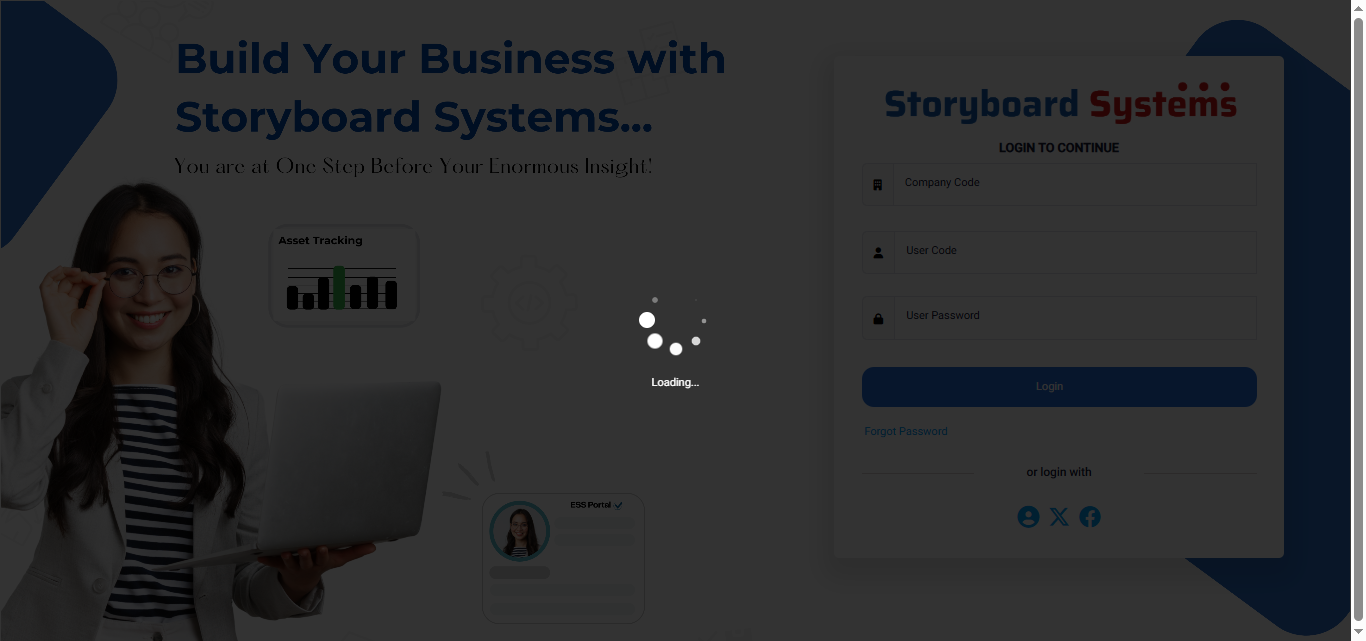 Build Your Business with
Storyboard Systems...
You are at One Step Before Your Enormous Insight!
Asset Tracking
ESS Portal
Loading...
Storyboard Systems
LOGIN TO CONTINUE
Company Code
User Code
User Password
Login
Forgot Password
or login with